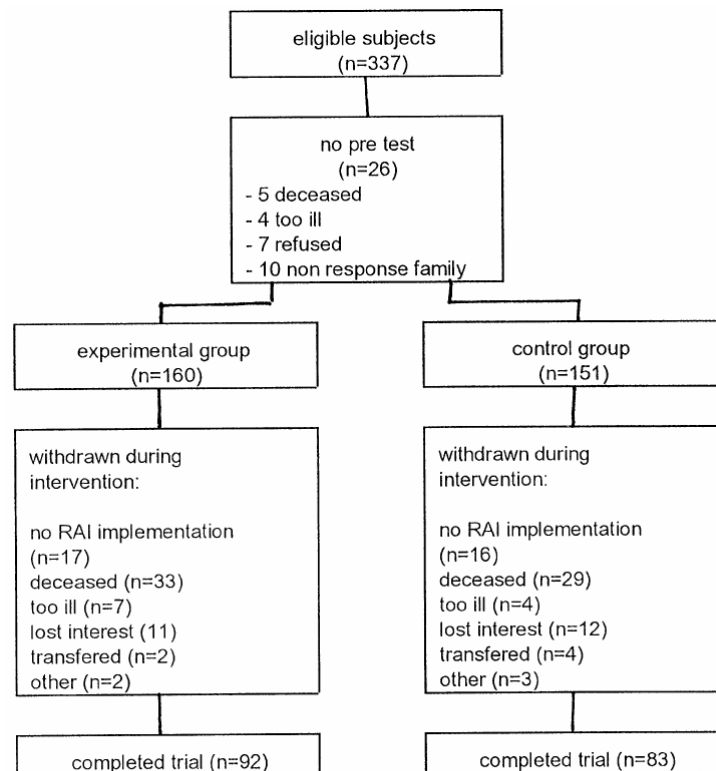 eligible subjects
(n=337)
no pre test
(n=26)
- 5 deceased
- 4 too ill
- 7 refused
- 10 non response family
experimental group
(n=160)
control group
(n=151)
withdrawn during
intervention:
no RAI implementation
(n=17)
deceased (n=33)
too ill (n=7)
lost interest (11)
transfered (n=2)
other (n=2)
withdrawn during
intervention:
no RAI implementation
(n=16)
deceased (n=29)
too ill (n=4)
lost interest (n=12)
transfered (n=4)
other (n=3)
completed trial (n=92)
completed trial (n=83)